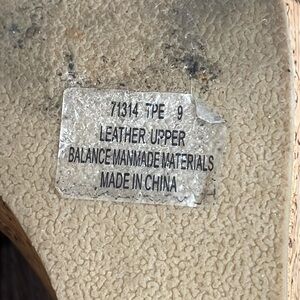 71314 TPE 9
LEATHER UPPER
BALANCE MANMADE MATERIALS
MADE IN CHINA